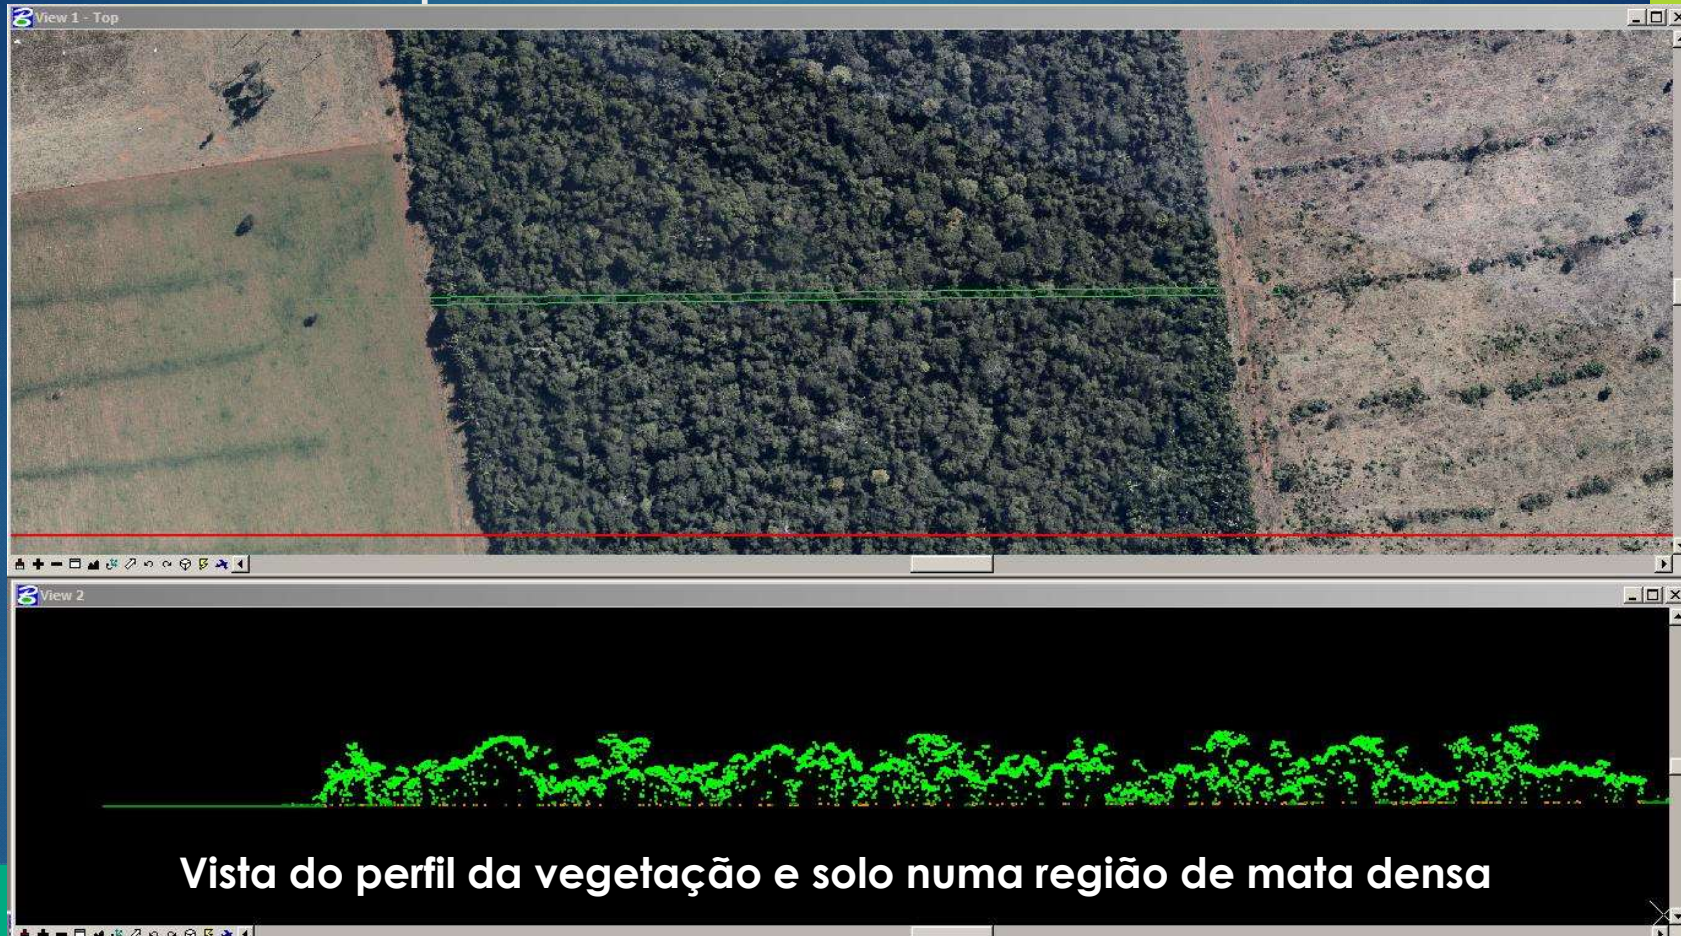 View 1 - Top
View 2
Vista do perfil da vegetação e solo numa região de mata densa